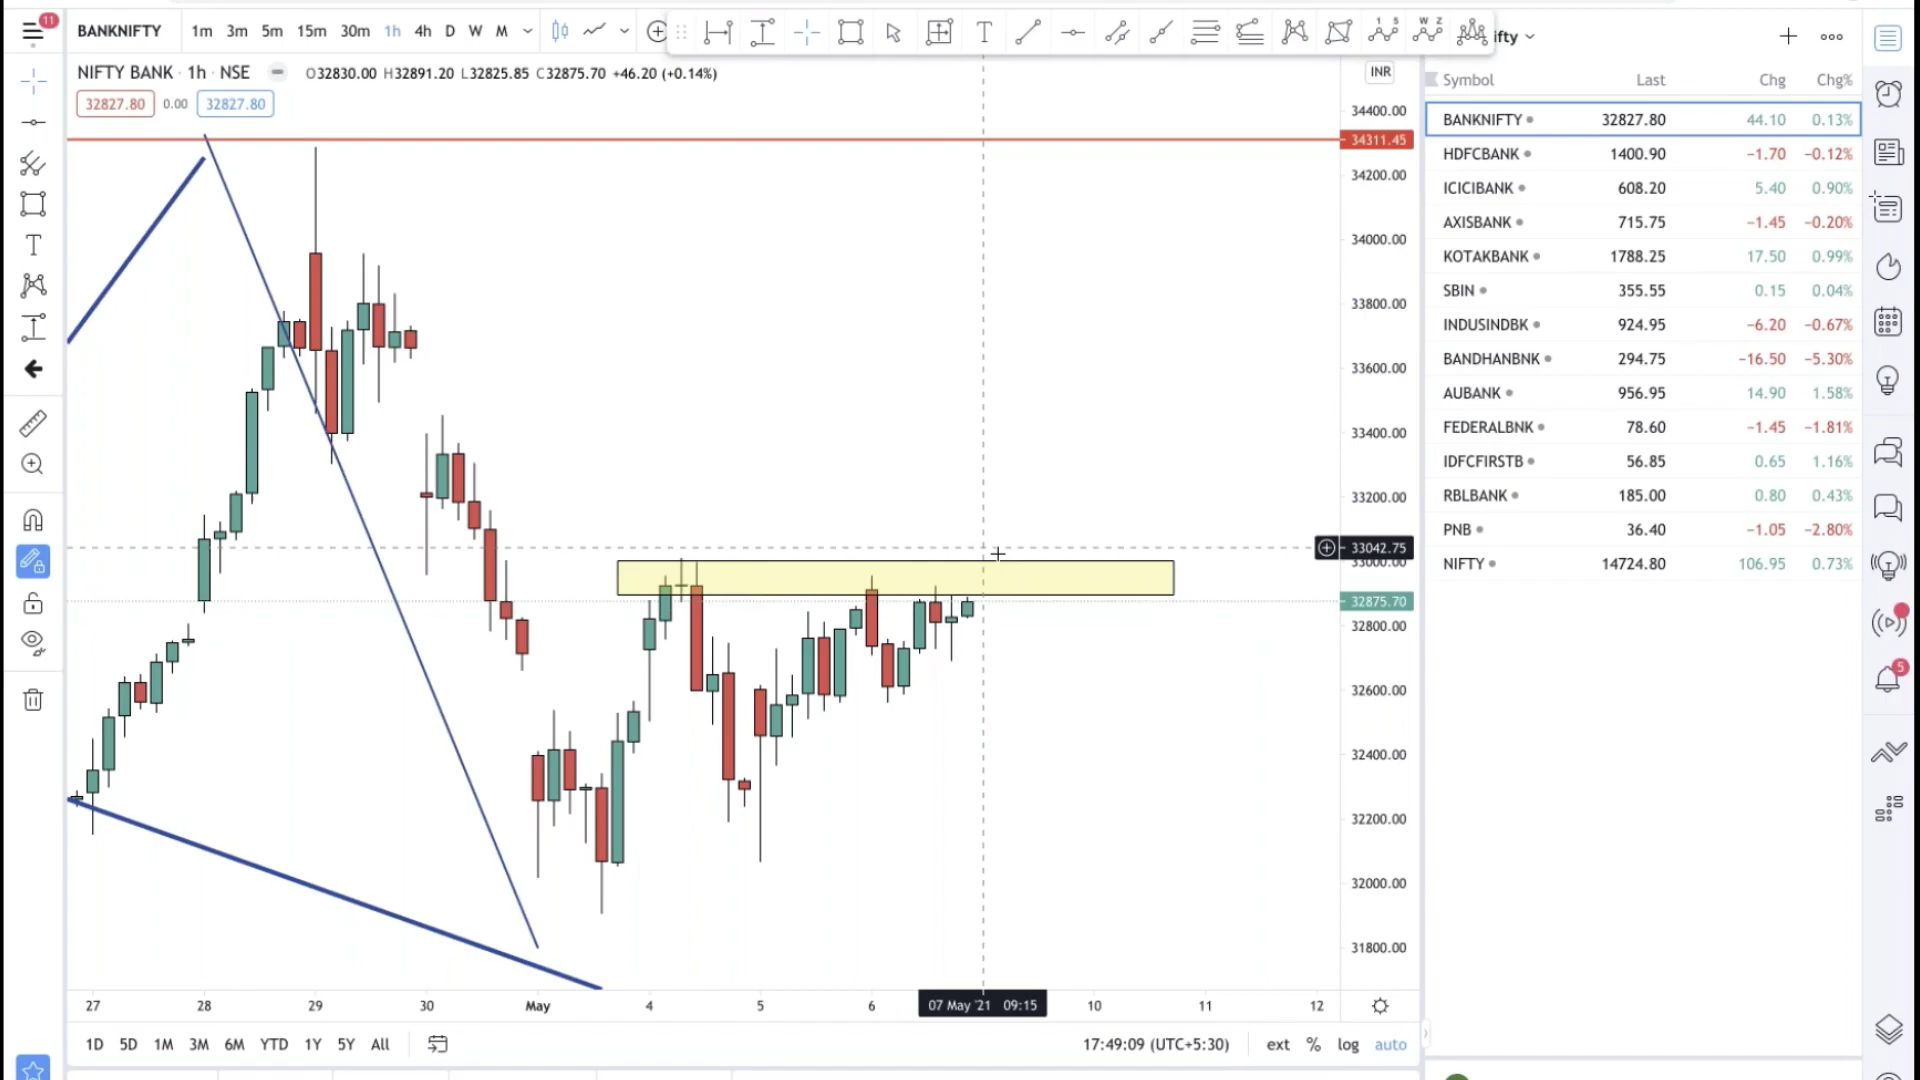 11
BANKNIFTY 1m 3m 5m 15m 30m 1h 4h D W M T 1 5 W Z ifty
NIFTY BANK · 1h · NSE O32830.00 H32891.20 L32825.85 C32875.70 +46.20 (+0.14%) INR
32827.80 0.00 32827.80
34400.00
34311.45
34200.00
34000.00
33800.00
33600.00
33400.00
33200.00
33042.75
33000.00
32875.70
32800.00
32600.00
32400.00
32200.00
32000.00
31800.00
27 28 29 30 May 4 5 6 07 May '21 09:15 10 11 12
1D 5D 1M 3M 6M YTD 1Y 5Y All 17:49:09 (UTC+5:30) ext % log auto
Symbol Last Chg Chg%
BANKNIFTY 32827.80 44.10 0.13%
HDFCBANK 1400.90 −1.70 −0.12%
ICICIBANK 608.20 5.40 0.90%
AXISBANK 715.75 −1.45 −0.20%
KOTAKBANK 1788.25 17.50 0.99%
SBIN 355.55 0.15 0.04%
INDUSINDBK 924.95 −6.20 −0.67%
BANDHANBNK 294.75 −16.50 −5.30%
AUBANK 956.95 14.90 1.58%
FEDERALBNK 78.60 −1.45 −1.81%
IDFCFIRSTB 56.85 0.65 1.16%
RBLBANK 185.00 0.80 0.43%
PNB 36.40 −1.05 −2.80%
NIFTY 14724.80 106.95 0.73%
5